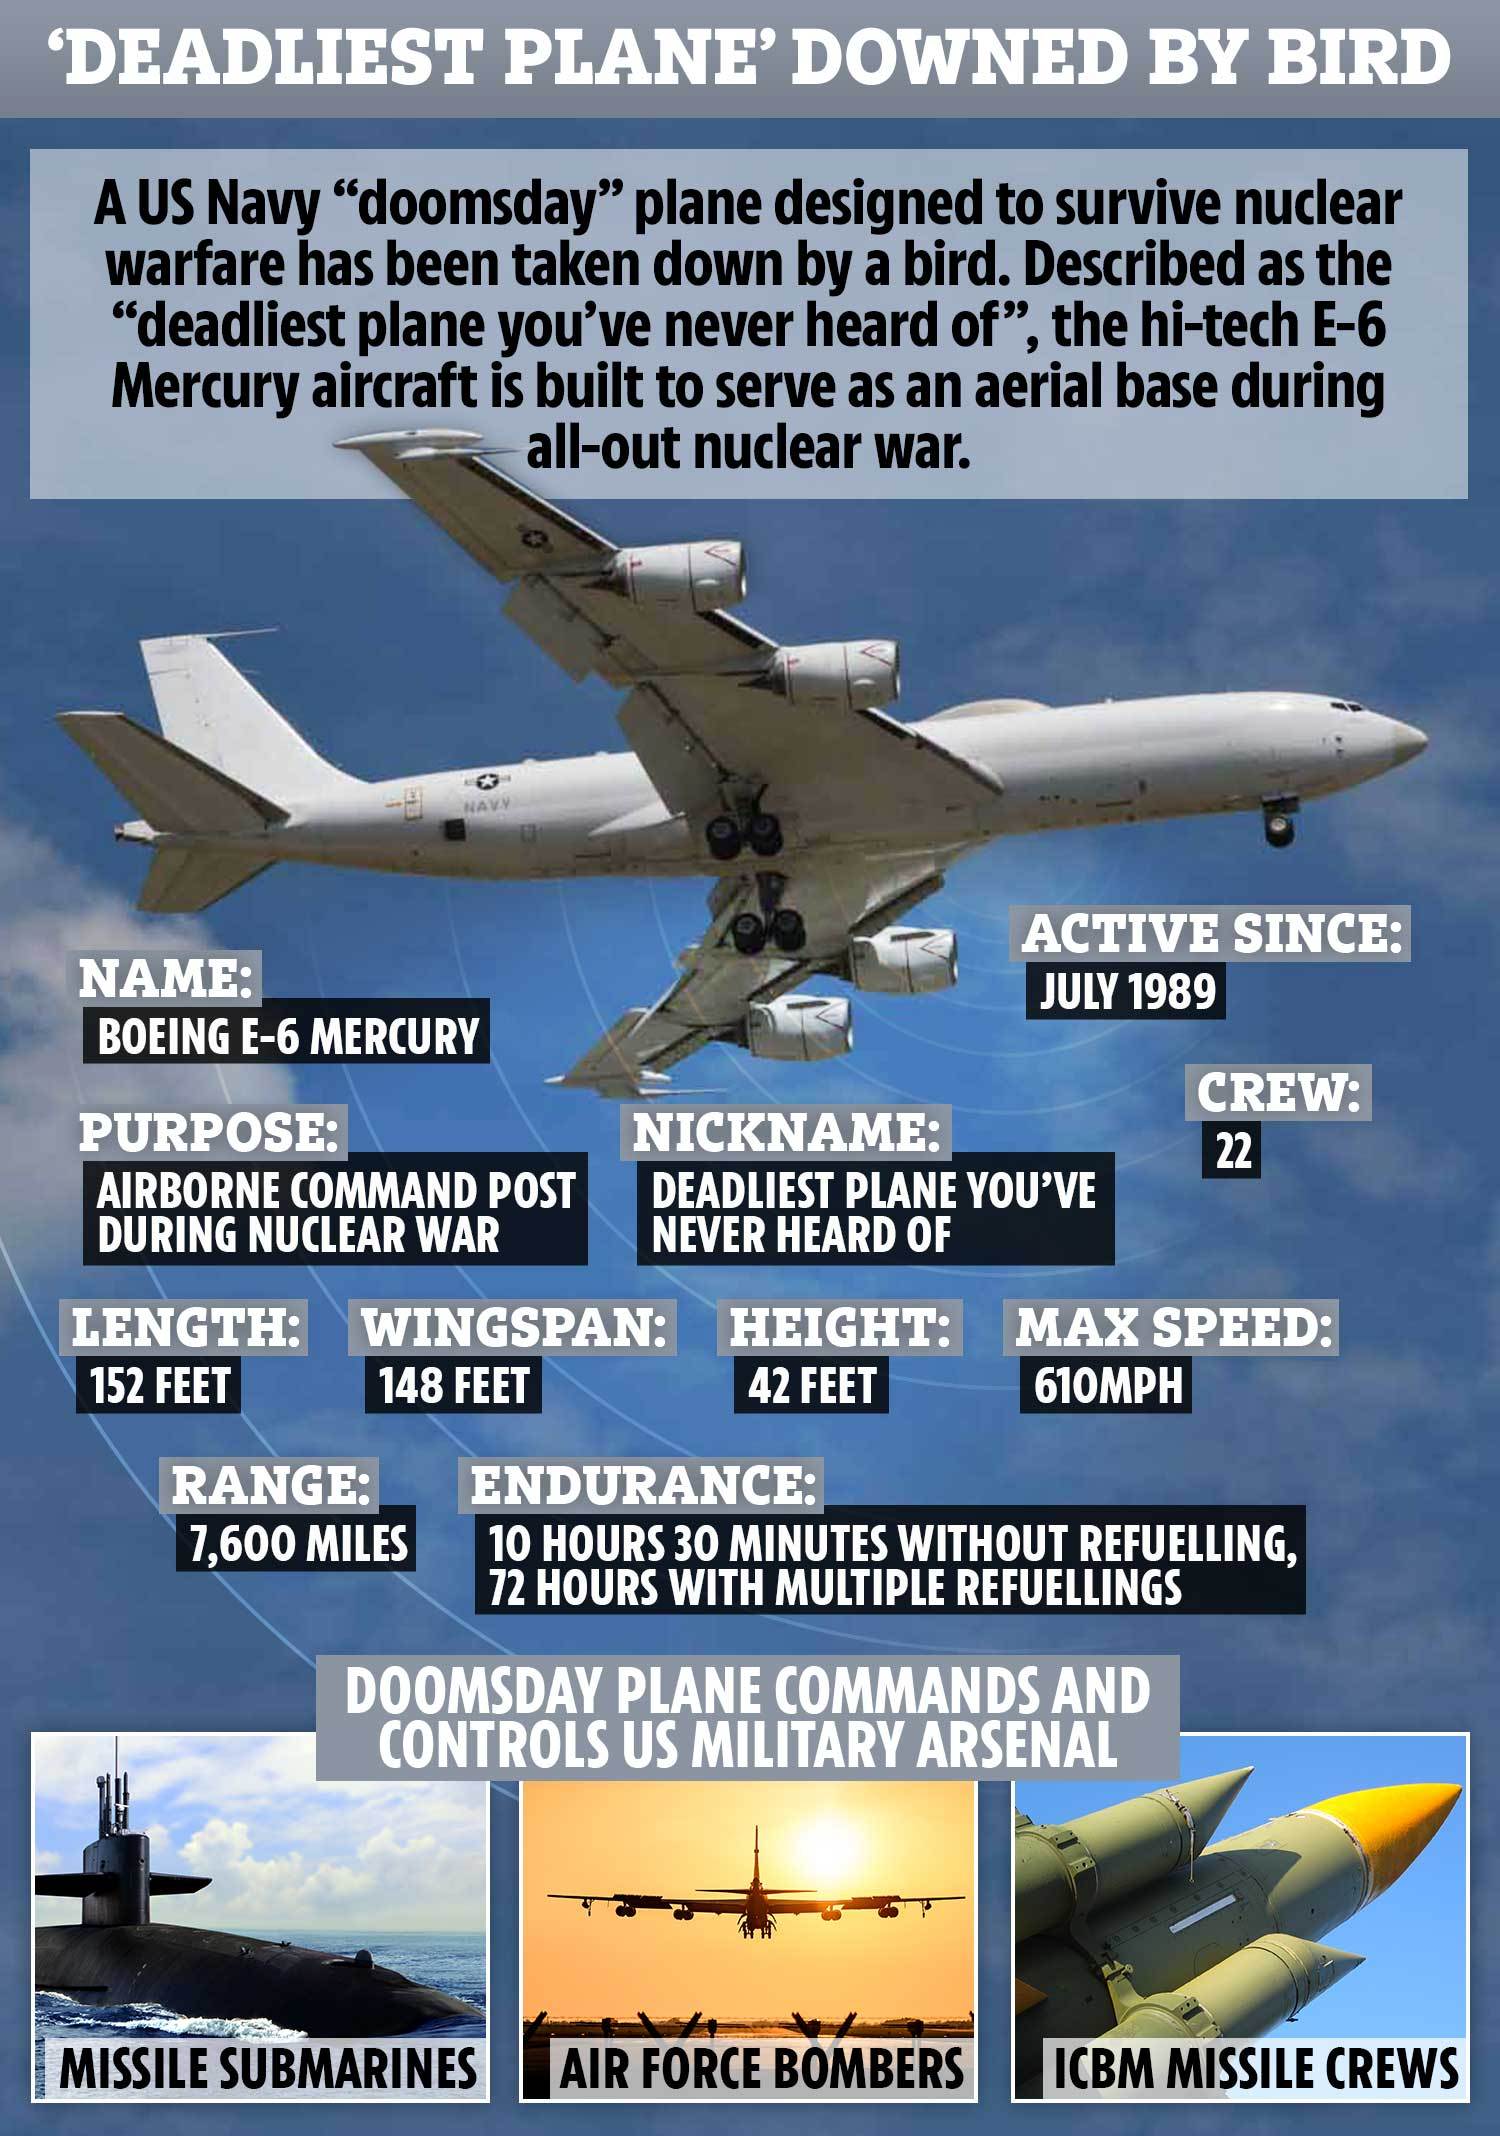 ‘DEADLIEST PLANE’ DOWNED BY BIRD
A US Navy “doomsday” plane designed to survive nuclear
warfare has been taken down by a bird. Described as the
“deadliest plane you’ve never heard of”, the hi-tech E-6
Mercury aircraft is built to serve as an aerial base during
all-out nuclear war.
NAVY
ACTIVE SINCE:
JULY 1989
NAME:
BOEING E-6 MERCURY
CREW:
22
PURPOSE:
AIRBORNE COMMAND POST
DURING NUCLEAR WAR
NICKNAME:
DEADLIEST PLANE YOU’VE
NEVER HEARD OF
LENGTH:
152 FEET
WINGSPAN:
148 FEET
HEIGHT:
42 FEET
MAX SPEED:
610MPH
RANGE:
7,600 MILES
ENDURANCE:
10 HOURS 30 MINUTES WITHOUT REFUELLING,
72 HOURS WITH MULTIPLE REFUELLINGS
DOOMSDAY PLANE COMMANDS AND
CONTROLS US MILITARY ARSENAL
MISSILE SUBMARINES
AIR FORCE BOMBERS
ICBM MISSILE CREWS